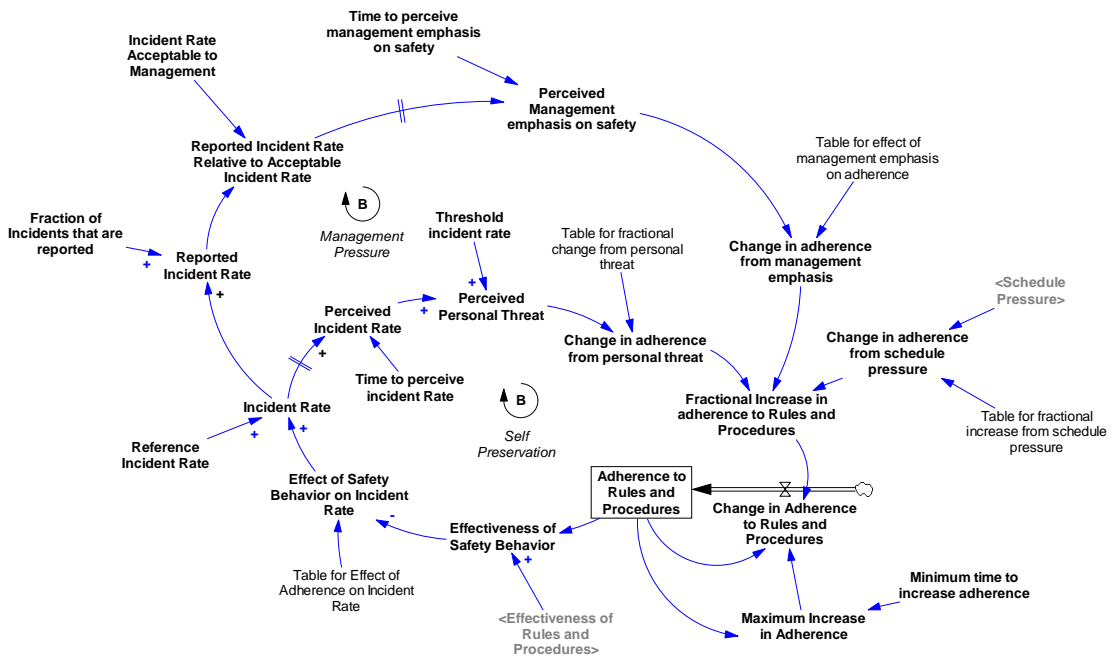 Time to perceive
management emphasis
on safety
Incident Rate
Acceptable to
Management
Perceived
Management
emphasis on safety
Reported Incident Rate
Relative to Acceptable
Incident Rate
Table for effect of
management emphasis
on adherence
B
Management
Pressure
Fraction of
Incidents that are
reported
+
Reported
Incident Rate
+
Threshold
incident rate
+
Table for fractional
change from personal
threat
Change in adherence
from management
emphasis
<Schedule
Pressure>
Perceived
Incident Rate
+
+
Perceived
Personal Threat
Change in adherence
from personal threat
Change in adherence
from schedule
pressure
Time to perceive
incident Rate
B
Self
Preservation
Fractional Increase in
adherence to Rules and
Procedures
Table for fractional
increase from schedule
pressure
Incident Rate
+
+
Reference
Incident Rate
Effect of Safety
Behavior on Incident
Rate
-
Adherence to
Rules and
Procedures
Change in Adherence
to Rules and
Procedures
Effectiveness of
Safety Behavior
+
Table for Effect of
Adherence on Incident
Rate
Minimum time to
increase adherence
<Effectiveness of
Rules and
Procedures>
Maximum Increase
in Adherence